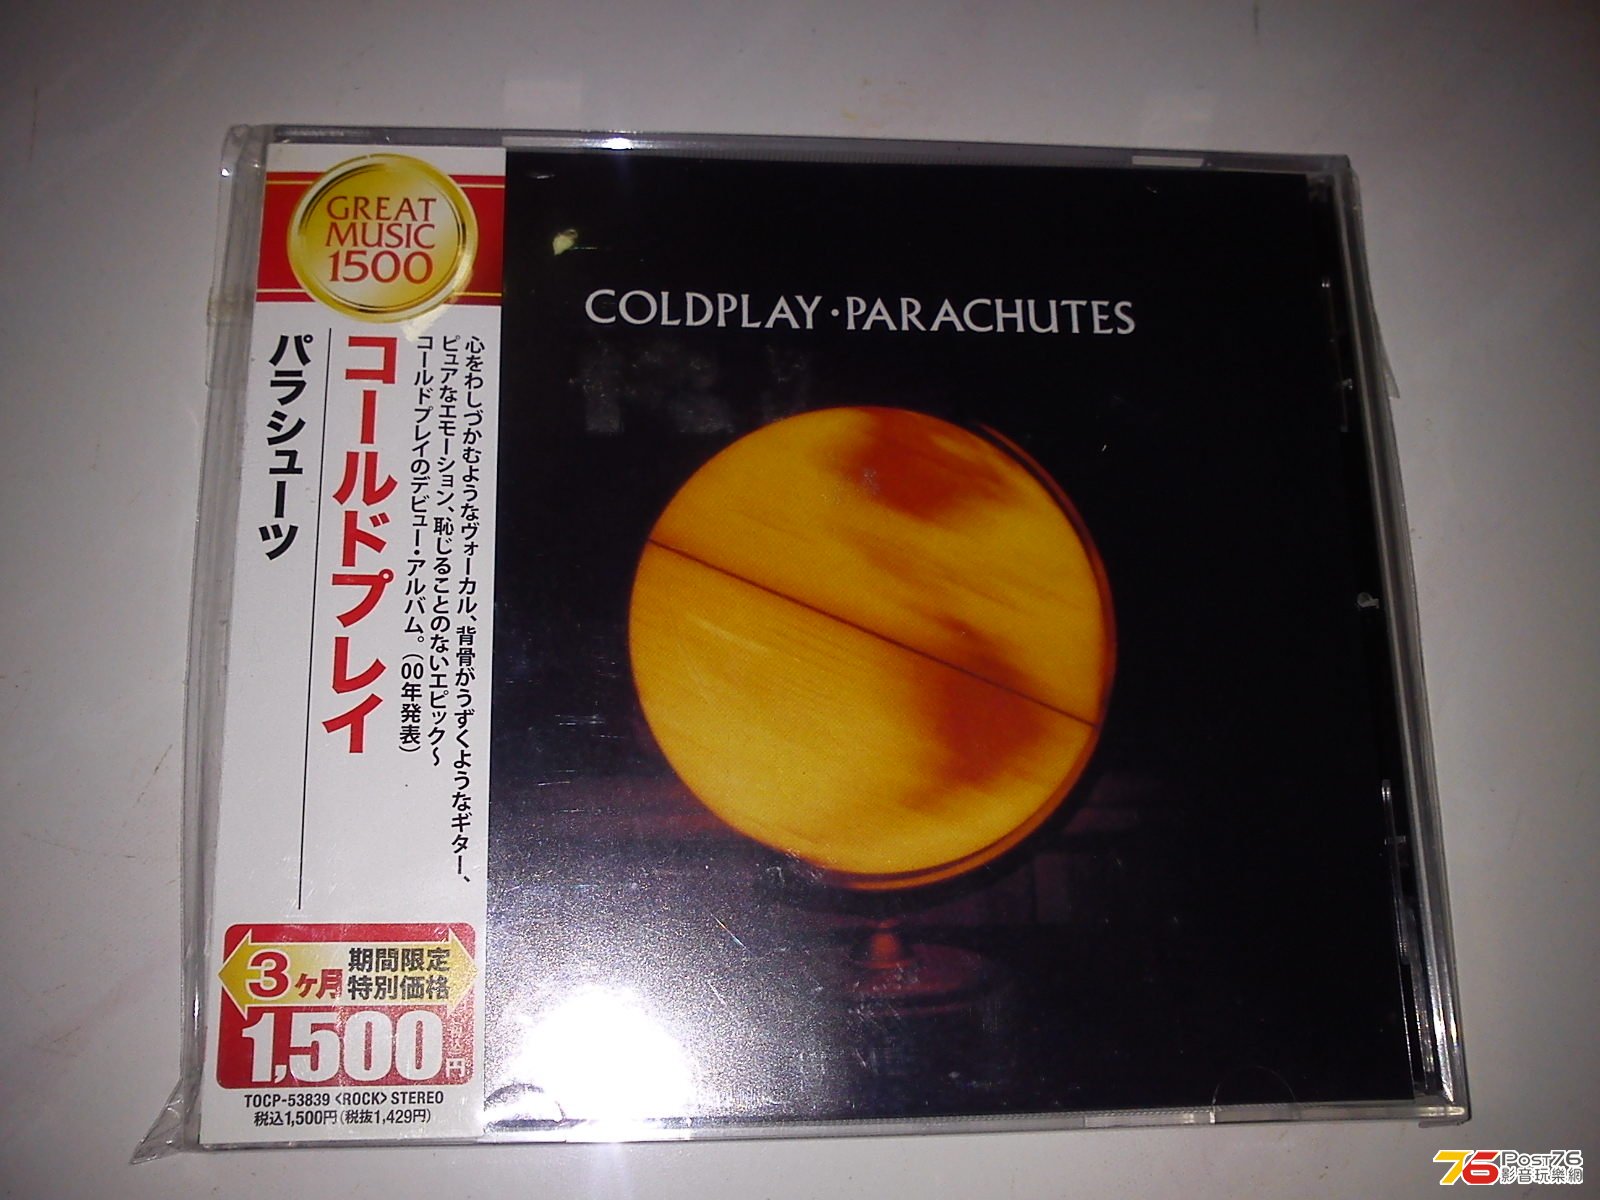 GREAT
MUSIC
1500
心をわしづかむようなヴォーカル、背骨がうずくようなギター、
ピュアなエモーション、恥じることのないエピック〜
コールドプレイのデビュー・アルバム。（00年発表）
コールドプレイ
パラシューツ
3ヶ月 期間限定
特別価格
1,500円
TOCP-53839 <ROCK> STEREO
税込1,500円(税抜1,429円)
COLDPLAY·PARACHUTES
76 Post76
影音玩樂網